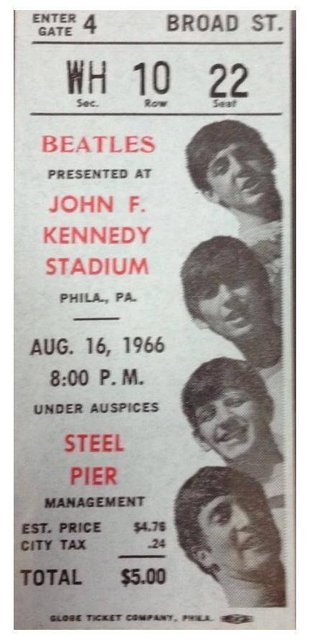 ENTER GATE 4 BROAD ST.
WH 10 22
Sec. Row Seat
BEATLES
PRESENTED AT
JOHN F.
KENNEDY
STADIUM
PHILA., PA.
AUG. 16, 1966
8:00 P. M.
UNDER AUSPICES
STEEL
PIER
MANAGEMENT
EST. PRICE $4.76
CITY TAX .24
TOTAL $5.00
GLOBE TICKET COMPANY, PHILA.